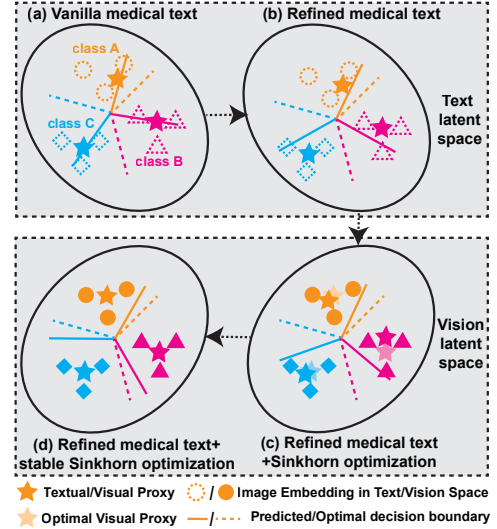 (a) Vanilla medical text
(b) Refined medical text
class A
class C
class B
Text
latent
space
Vision
latent
space
(d) Refined medical text+
stable Sinkhorn optimization
(c) Refined medical text
+Sinkhorn optimization
Textual/Visual Proxy
/ Image Embedding in Text/Vision Space
Optimal Visual Proxy
/ Predicted/Optimal decision boundary